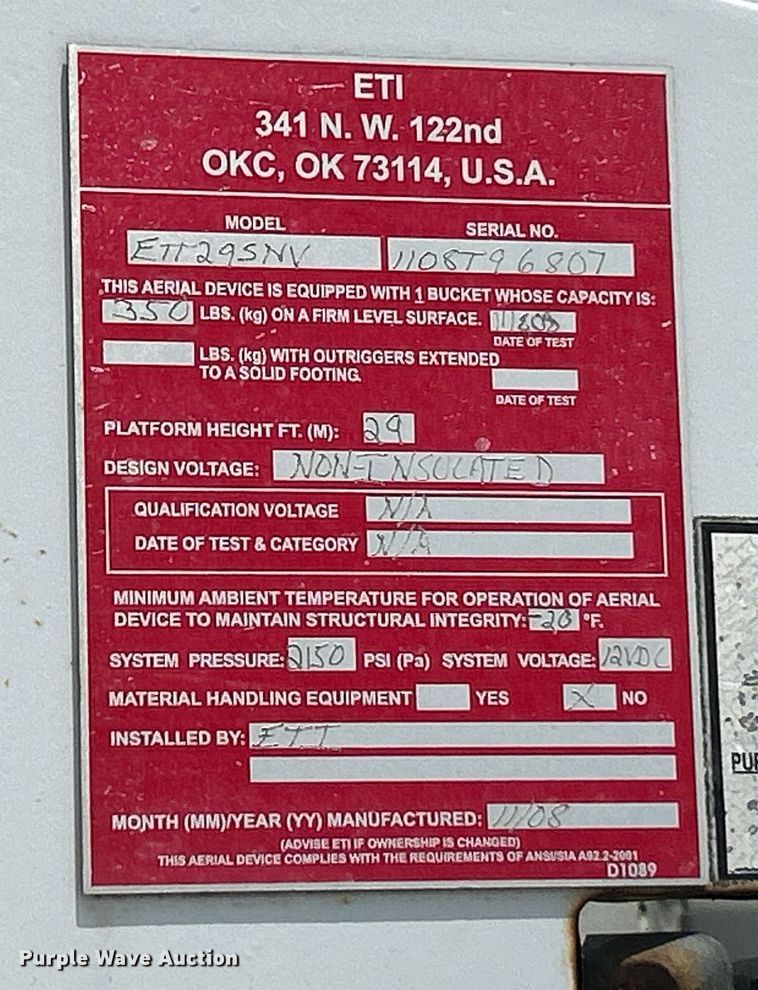 ETI
341 N. W. 122nd
OKC, OK 73114, U.S.A.
MODEL SERIAL NO.
ETT29SNV 1108T96807
THIS AERIAL DEVICE IS EQUIPPED WITH 1 BUCKET WHOSE CAPACITY IS:
350 LBS. (kg) ON A FIRM LEVEL SURFACE.
DATE OF TEST
LBS. (kg) WITH OUTRIGGERS EXTENDED
TO A SOLID FOOTING.
DATE OF TEST
PLATFORM HEIGHT FT. (M): 29
DESIGN VOLTAGE: NON-INSULATED
QUALIFICATION VOLTAGE N/A
DATE OF TEST & CATEGORY N/A
MINIMUM AMBIENT TEMPERATURE FOR OPERATION OF AERIAL
DEVICE TO MAINTAIN STRUCTURAL INTEGRITY: -20 °F.
SYSTEM PRESSURE: 2150 PSI (Pa) SYSTEM VOLTAGE: 12VDC
MATERIAL HANDLING EQUIPMENT YES X NO
INSTALLED BY: ETI
MONTH (MM)/YEAR (YY) MANUFACTURED: 11/08
(ADVISE ETI IF OWNERSHIP IS CHANGED)
THIS AERIAL DEVICE COMPLIES WITH THE REQUIREMENTS OF ANSI/SIA A92.2-2001
D1089
PUR
Purple Wave Auction